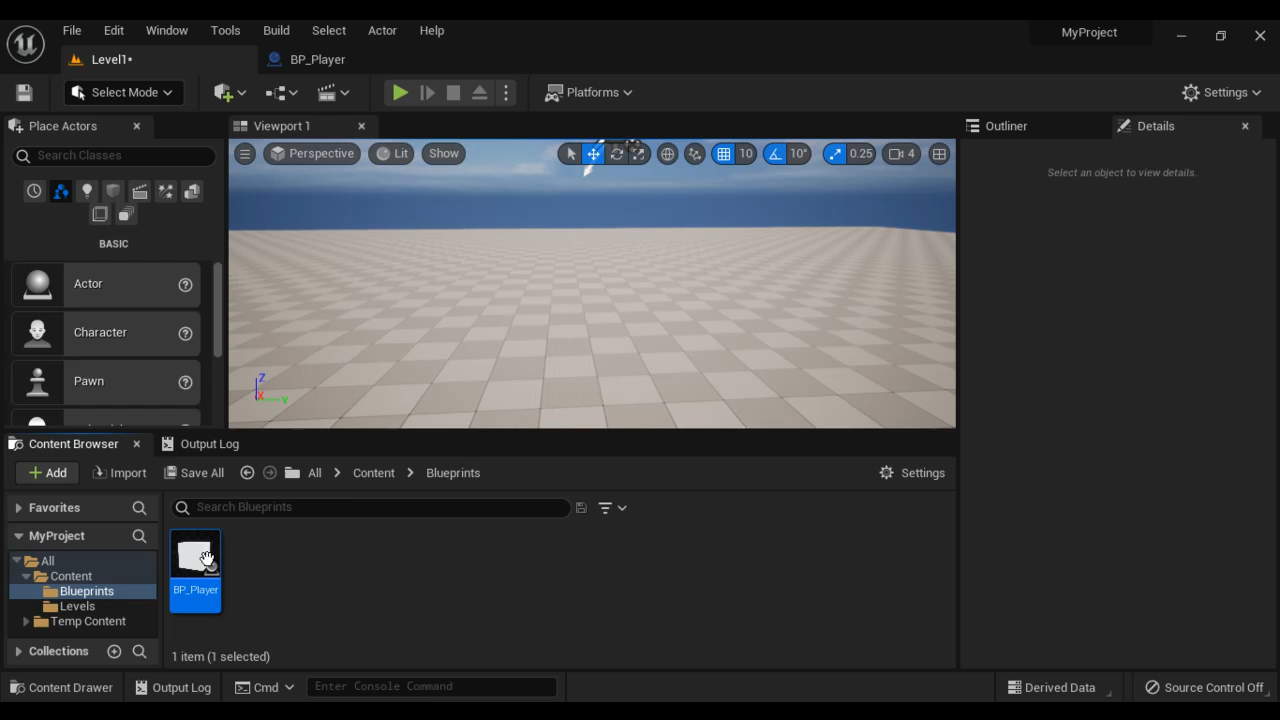 File Edit Window Tools Build Select Actor Help
MyProject
Level1*
BP_Player
Select Mode
Platforms
Settings
Place Actors
Viewport 1
Outliner
Details
Search Classes
Perspective
Lit
Show
10
10°
0.25
4
Select an object to view details.
BASIC
Actor
Character
Pawn
Z
X
Y
Content Browser
Output Log
Add
Import
Save All
All
Content
Blueprints
Settings
Favorites
Search Blueprints
MyProject
All
Content
Blueprints
Levels
Temp Content
BP_Player
Collections
1 item (1 selected)
Content Drawer
Output Log
Cmd
Enter Console Command
Derived Data
Source Control Off